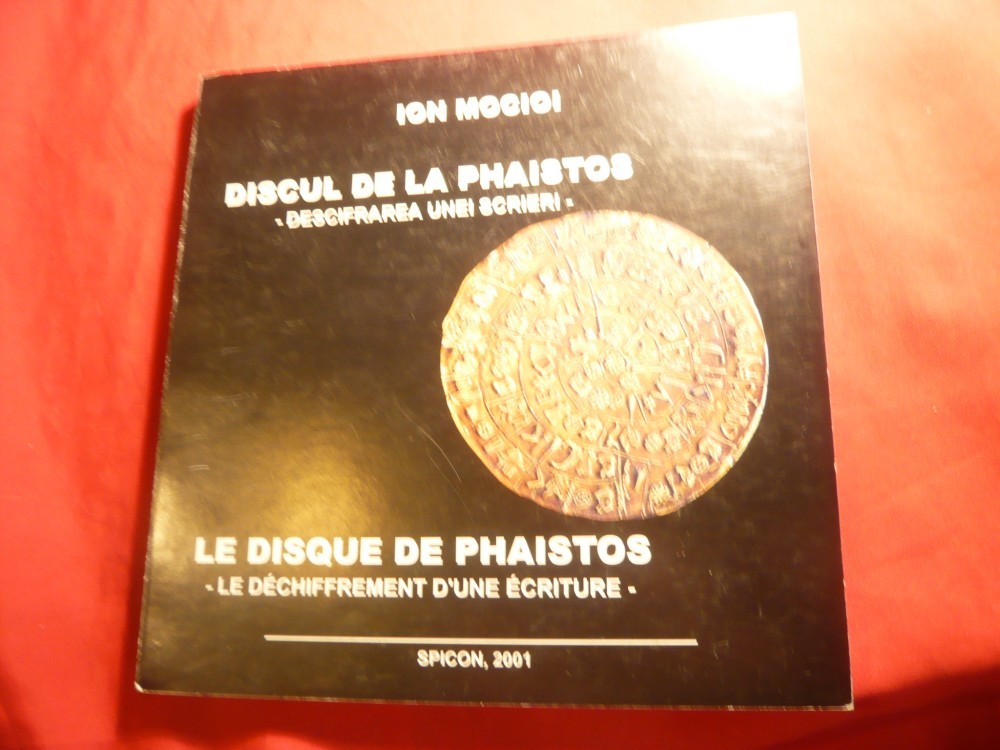 ION MOCIOI
DISCUL DE LA PHAISTOS
- DESCIFRAREA UNEI SCRIERI -
LE DISQUE DE PHAISTOS
- LE DÉCHIFFREMENT D'UNE ÉCRITURE -
SPICON, 2001